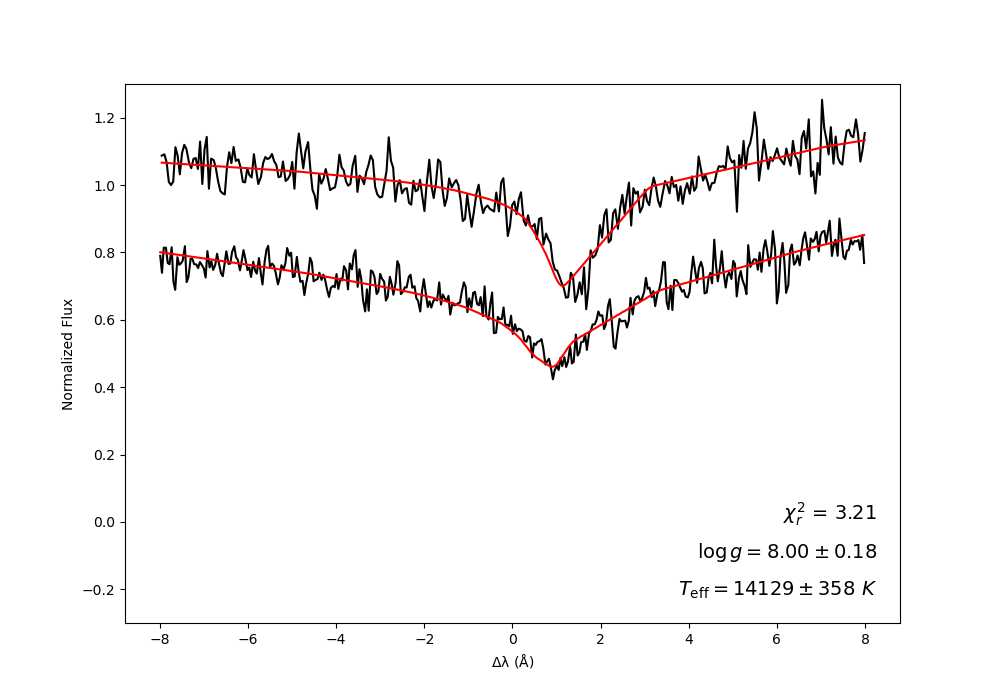 1.2
1.0
0.8
0.6
0.4
0.2
0.0
−0.2
Normalized Flux
χ²ᵣ = 3.21
log g = 8.00 ± 0.18
T_eff = 14129 ± 358 K
−8 −6 −4 −2 0 2 4 6 8
Δλ (Å)